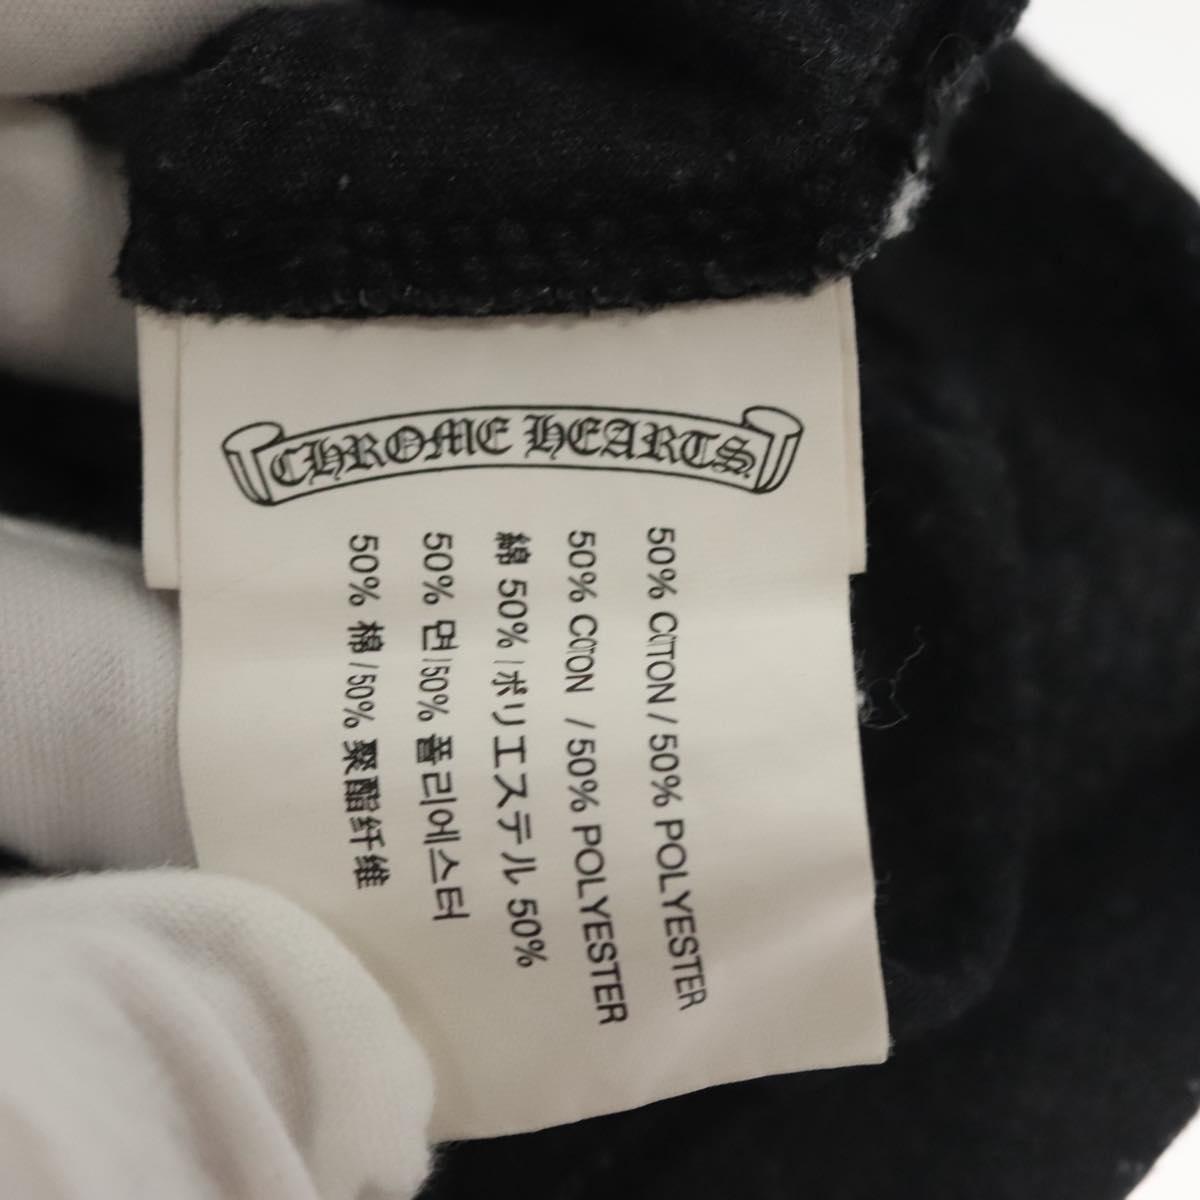 CHROME HEARTS
50% COTON / 50% POLYESTER
50% COTON / 50% POLYESTER
綿 50% / ポリエステル 50%
50% 면/50% 폴리에스터
50% 棉/50% 聚酯纤维